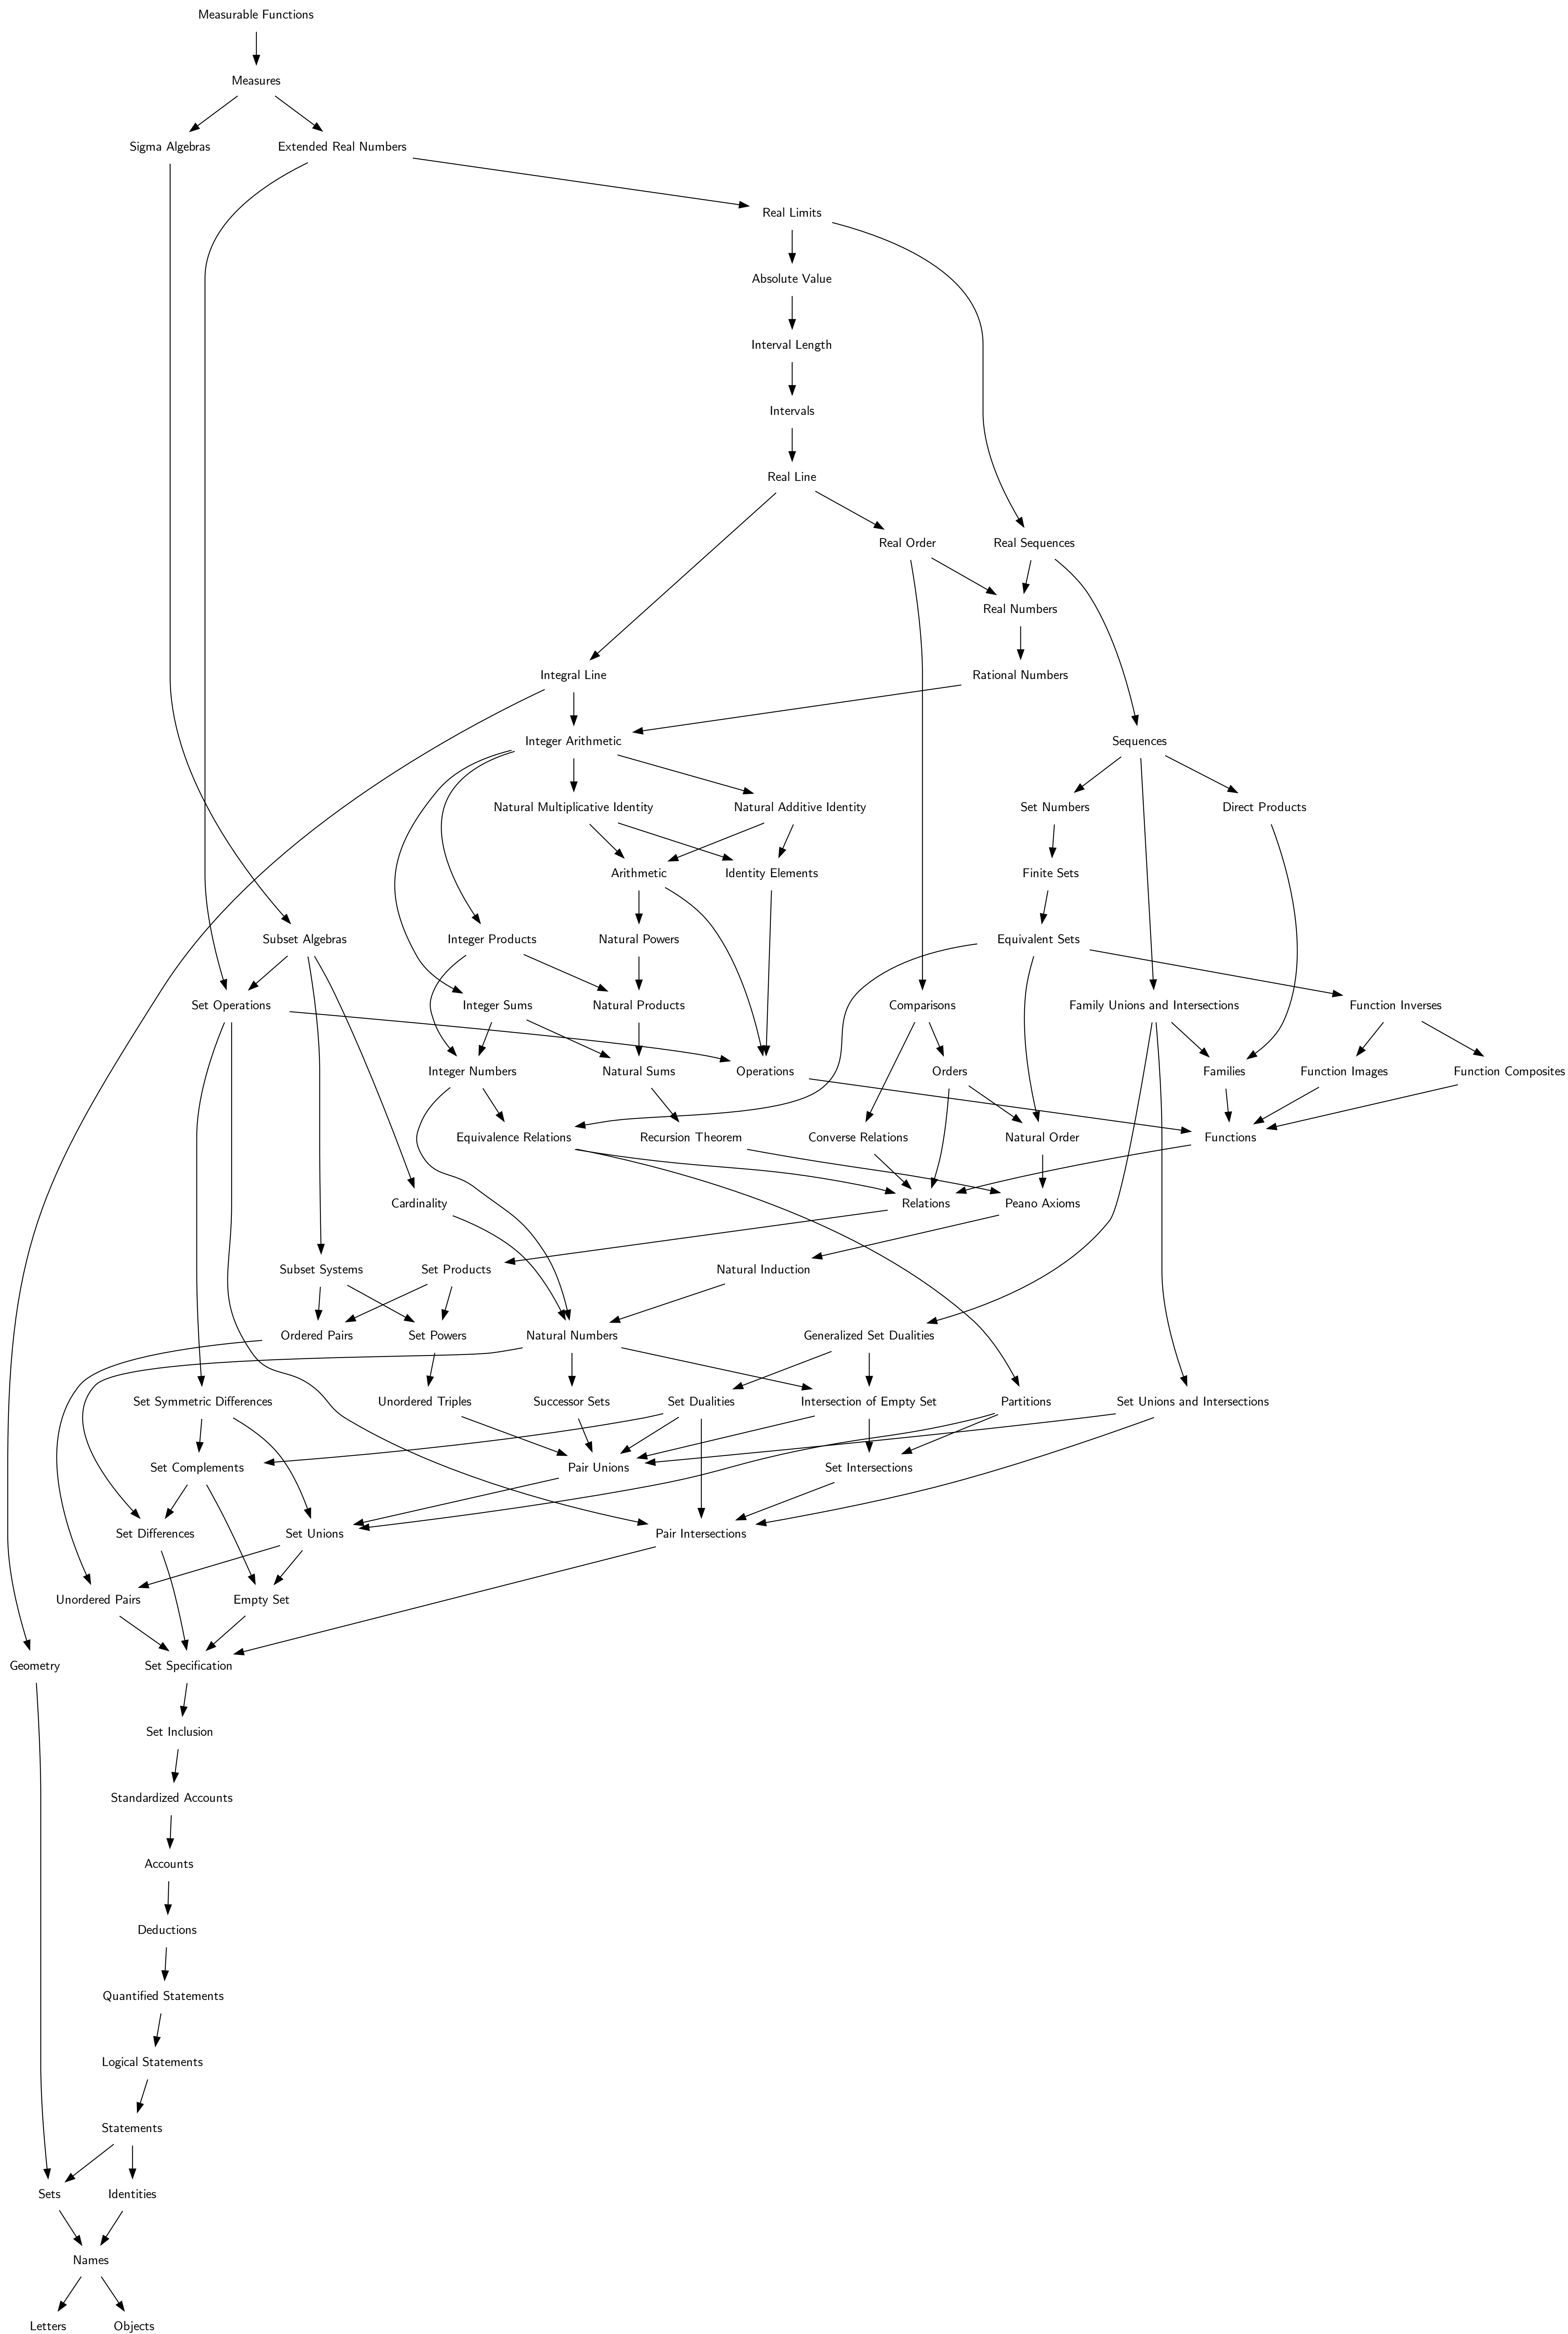 Measurable Functions
Measures
Sigma Algebras
Extended Real Numbers
Real Limits
Absolute Value
Interval Length
Intervals
Real Line
Real Order
Real Sequences
Real Numbers
Integral Line
Rational Numbers
Integer Arithmetic
Sequences
Natural Multiplicative Identity
Natural Additive Identity
Set Numbers
Direct Products
Arithmetic
Identity Elements
Finite Sets
Subset Algebras
Integer Products
Natural Powers
Equivalent Sets
Set Operations
Integer Sums
Natural Products
Comparisons
Family Unions and Intersections
Function Inverses
Integer Numbers
Natural Sums
Operations
Orders
Families
Function Images
Function Composites
Equivalence Relations
Recursion Theorem
Converse Relations
Natural Order
Functions
Cardinality
Relations
Peano Axioms
Subset Systems
Set Products
Natural Induction
Ordered Pairs
Set Powers
Natural Numbers
Generalized Set Dualities
Set Symmetric Differences
Unordered Triples
Successor Sets
Set Dualities
Intersection of Empty Set
Partitions
Set Unions and Intersections
Set Complements
Pair Unions
Set Intersections
Set Differences
Set Unions
Pair Intersections
Unordered Pairs
Empty Set
Geometry
Set Specification
Set Inclusion
Standardized Accounts
Accounts
Deductions
Quantified Statements
Logical Statements
Statements
Sets
Identities
Names
Letters
Objects